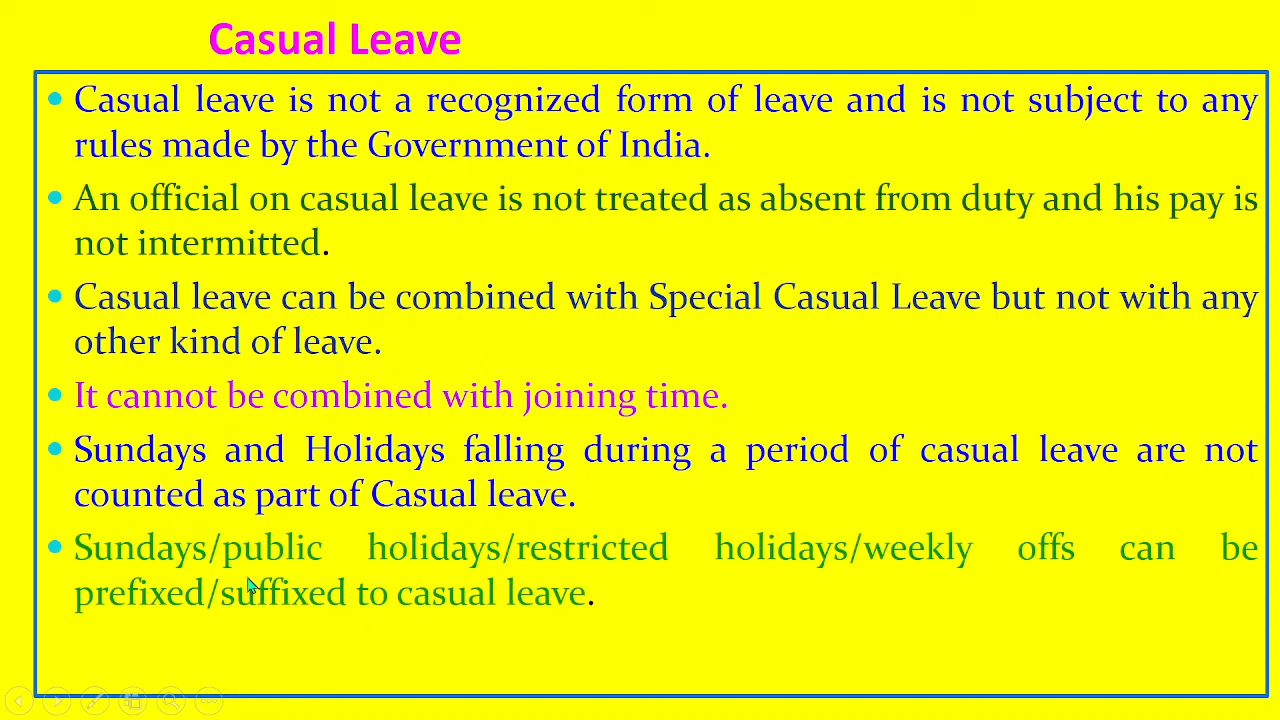 Casual Leave
• Casual leave is not a recognized form of leave and is not subject to any
rules made by the Government of India.
• An official on casual leave is not treated as absent from duty and his pay is
not intermitted.
• Casual leave can be combined with Special Casual Leave but not with any
other kind of leave.
• It cannot be combined with joining time.
• Sundays and Holidays falling during a period of casual leave are not
counted as part of Casual leave.
• Sundays/public holidays/restricted holidays/weekly offs can be
prefixed/suffixed to casual leave.